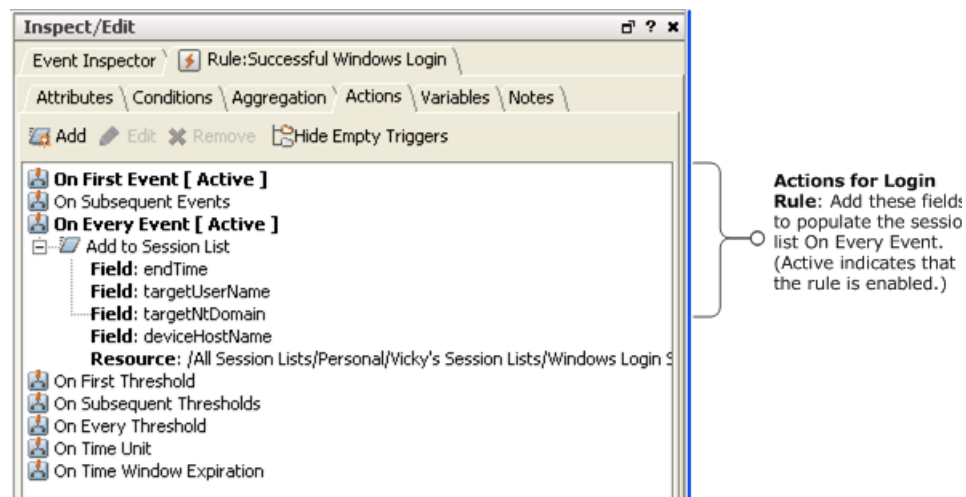 Inspect/Edit
Event Inspector Rule:Successful Windows Login
Attributes Conditions Aggregation Actions Variables Notes
Add Edit Remove Hide Empty Triggers
On First Event [ Active ]
On Subsequent Events
On Every Event [ Active ]
Add to Session List
Field: endTime
Field: targetUserName
Field: targetNtDomain
Field: deviceHostName
Resource: /All Session Lists/Personal/Vicky's Session Lists/Windows Login S
On First Threshold
On Subsequent Thresholds
On Every Threshold
On Time Unit
On Time Window Expiration
Actions for Login
Rule: Add these fields
to populate the sessio
list On Every Event.
(Active indicates that
the rule is enabled.)